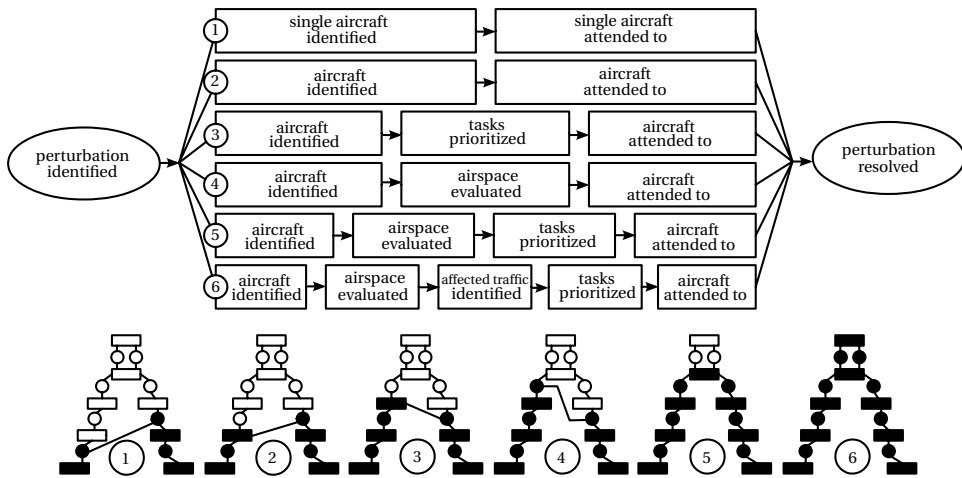 perturbation
identified
1
single aircraft
identified
single aircraft
attended to
2
aircraft
identified
aircraft
attended to
3
aircraft
identified
tasks
prioritized
aircraft
attended to
4
aircraft
identified
airspace
evaluated
aircraft
attended to
5
aircraft
identified
airspace
evaluated
tasks
prioritized
aircraft
attended to
6
aircraft
identified
airspace
evaluated
affected traffic
identified
tasks
prioritized
aircraft
attended to
perturbation
resolved
1
2
3
4
5
6